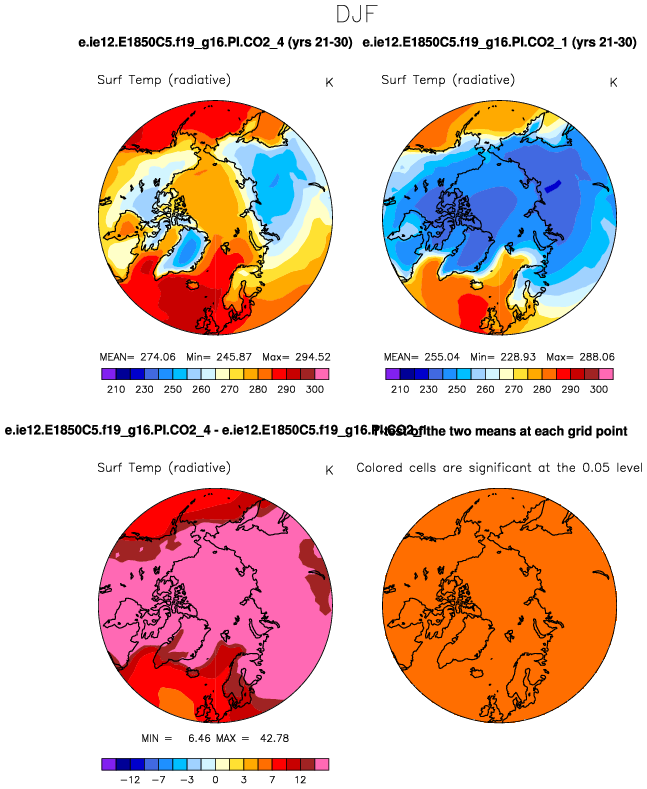 DJF
e.ie12.E1850C5.f19_g16.PI.CO2_4 (yrs 21-30) e.ie12.E1850C5.f19_g16.PI.CO2_1 (yrs 21-30)
Surf Temp (radiative) K Surf Temp (radiative) K
MEAN= 274.06 Min= 245.87 Max= 294.52 MEAN= 255.04 Min= 228.93 Max= 288.06
210 230 250 260 270 280 290 300 210 230 250 260 270 280 290 300
e.ie12.E1850C5.f19_g16.PI.CO2_4 - e.ie12.E1850C5.f19_g16.PI.CO2_1 T-test of the two means at each grid point
Surf Temp (radiative) K Colored cells are significant at the 0.05 level
MIN = 6.46 MAX = 42.78
-12 -7 -3 0 3 7 12